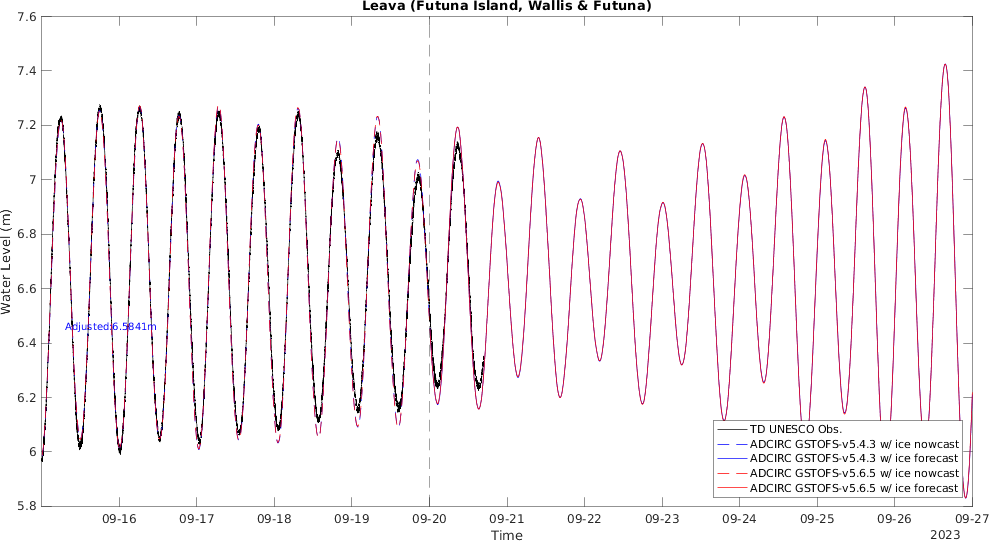 Leava (Futuna Island, Wallis & Futuna)
7.6
7.4
7.2
7
6.8
6.6
6.4
6.2
6
5.8
Water Level (m)
Adjusted:6.5841m
TD UNESCO Obs.
ADCIRC GSTOFS-v5.4.3 w/ ice nowcast
ADCIRC GSTOFS-v5.4.3 w/ ice forecast
ADCIRC GSTOFS-v5.6.5 w/ ice nowcast
ADCIRC GSTOFS-v5.6.5 w/ ice forecast
09-16 09-17 09-18 09-19 09-20 09-21 09-22 09-23 09-24 09-25 09-26 09-27
Time
2023